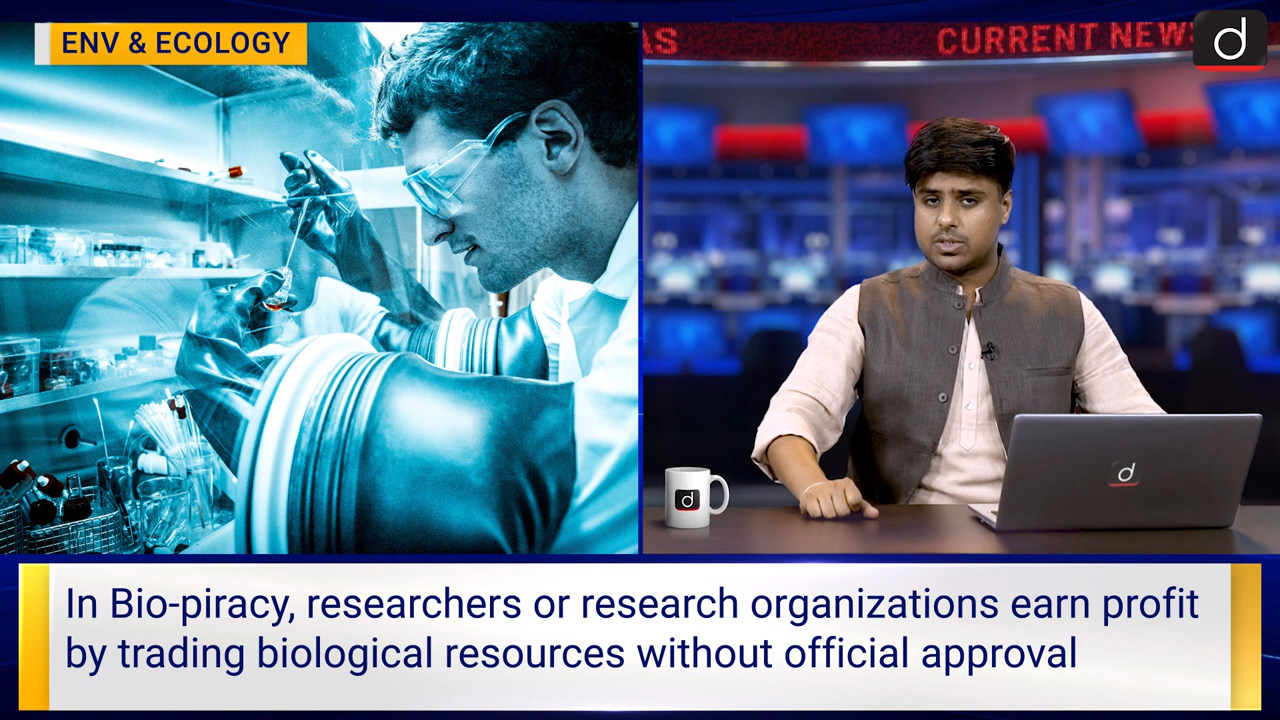 ENV & ECOLOGY
AS CURRENT NEWS
d
d
d
In Bio-piracy, researchers or research organizations earn profit
by trading biological resources without official approval